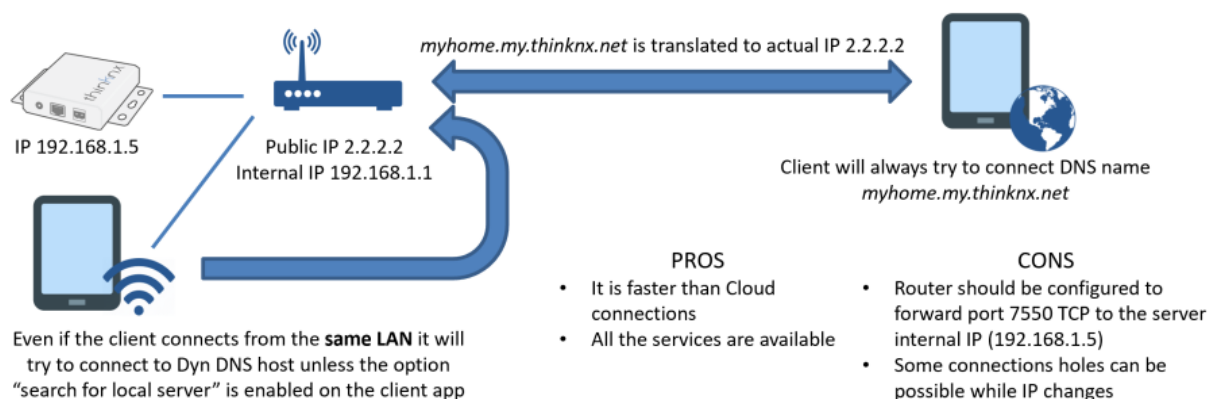 myhome.my.thinknx.net is translated to actual IP 2.2.2.2
thinknx
IP 192.168.1.5
Public IP 2.2.2.2
Internal IP 192.168.1.1
Client will always try to connect DNS name
myhome.my.thinknx.net
Even if the client connects from the same LAN it will
try to connect to Dyn DNS host unless the option
“search for local server” is enabled on the client app
PROS
• It is faster than Cloud
connections
• All the services are available
CONS
• Router should be configured to
forward port 7550 TCP to the server
internal IP (192.168.1.5)
• Some connections holes can be
possible while IP changes